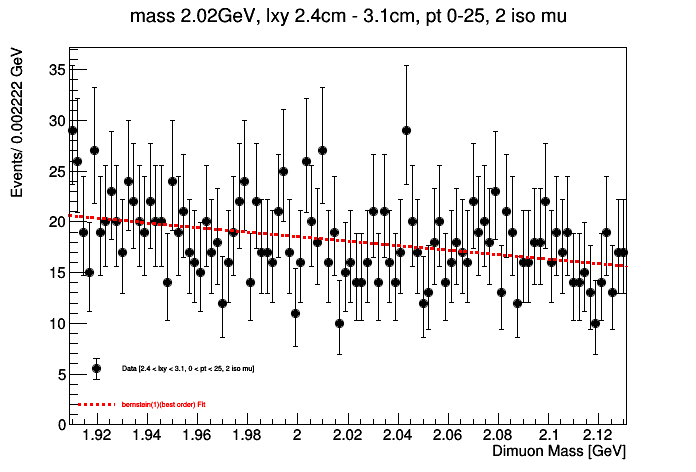 mass 2.02GeV, lxy 2.4cm - 3.1cm, pt 0-25, 2 iso mu
Events/ 0.002222 GeV
35
30
25
20
15
10
5
0
Data [2.4 < lxy < 3.1, 0 < pt < 25, 2 iso mu]
bernstein(1)(best order) Fit
1.92 1.94 1.96 1.98 2 2.02 2.04 2.06 2.08 2.1 2.12
Dimuon Mass [GeV]